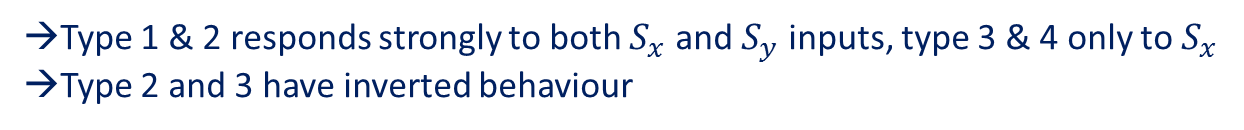 →Type 1 & 2 responds strongly to both $S_x$ and $S_y$ inputs, type 3 & 4 only to $S_x$
→Type 2 and 3 have inverted behaviour